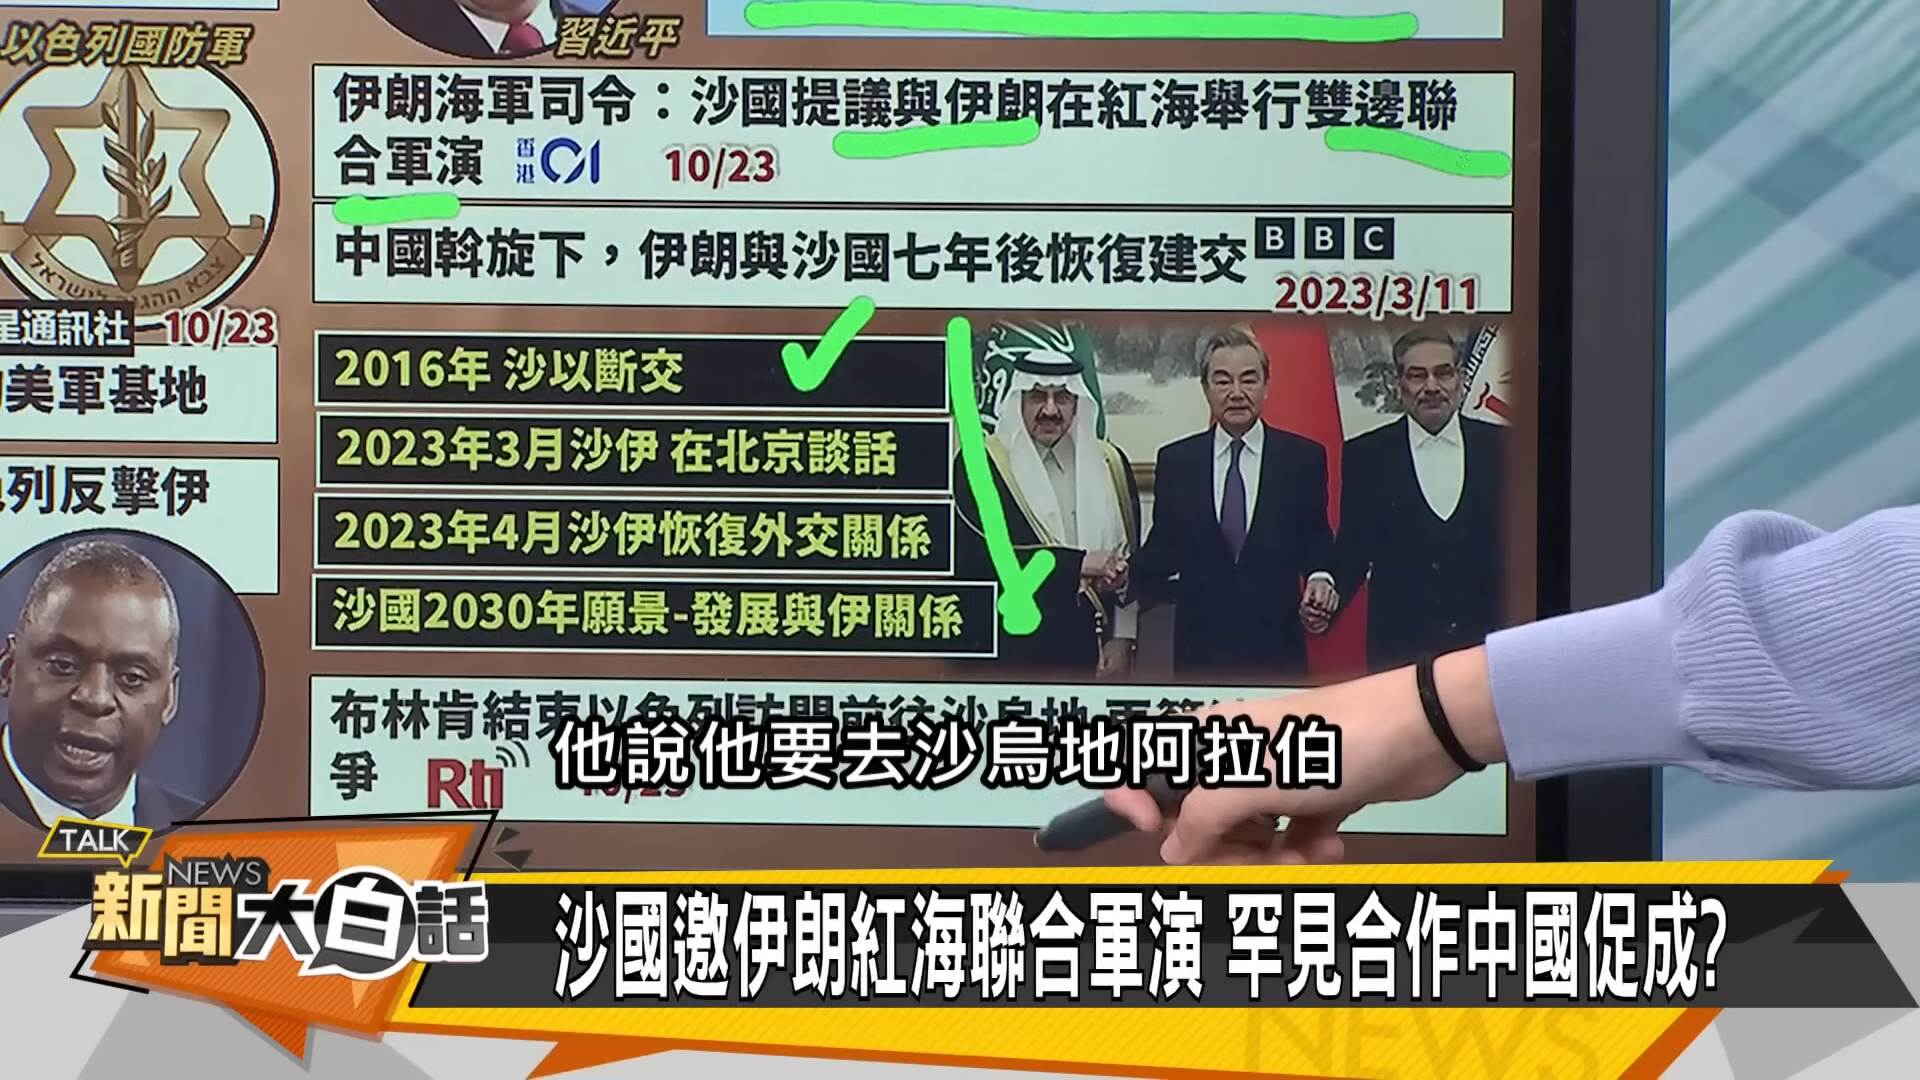 以色列國防軍
習近平
伊朗海軍司令：沙國提議與伊朗在紅海舉行雙邊聯
合軍演 香港01 10/23
中國斡旋下，伊朗與沙國七年後恢復建交 BBC
2023/3/11
צבא ההגנה לישראל
星通訊社 10/23
美軍基地
列反擊伊
2016年 沙以斷交
2023年3月沙伊 在北京談話
2023年4月沙伊恢復外交關係
沙國2030年願景-發展與伊關係
布林肯結束以色列訪問前往沙烏地
爭 Rti 10/23
他說他要去沙烏地阿拉伯
TALK
NEWS
新聞大白話
沙國邀伊朗紅海聯合軍演 罕見合作中國促成?
NEWS